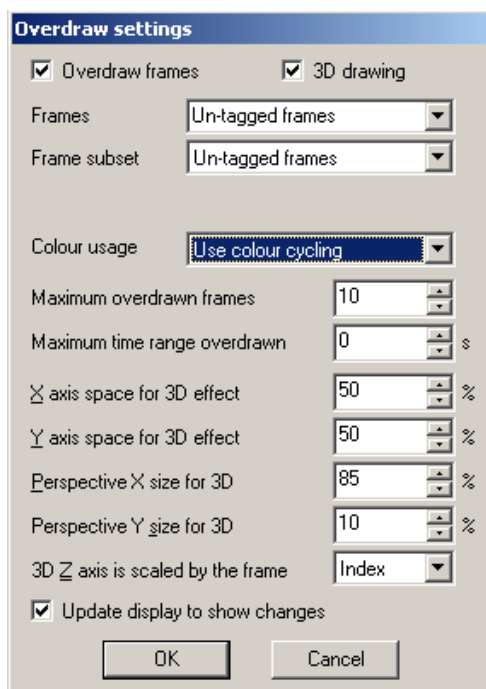 Overdraw settings
Overdraw frames 3D drawing
Frames Un-tagged frames
Frame subset Un-tagged frames
Colour usage Use colour cycling
Maximum overdrawn frames 10
Maximum time range overdrawn 0 s
X axis space for 3D effect 50 %
Y axis space for 3D effect 50 %
Perspective X size for 3D 85 %
Perspective Y size for 3D 10 %
3D Z axis is scaled by the frame Index
Update display to show changes
OK Cancel